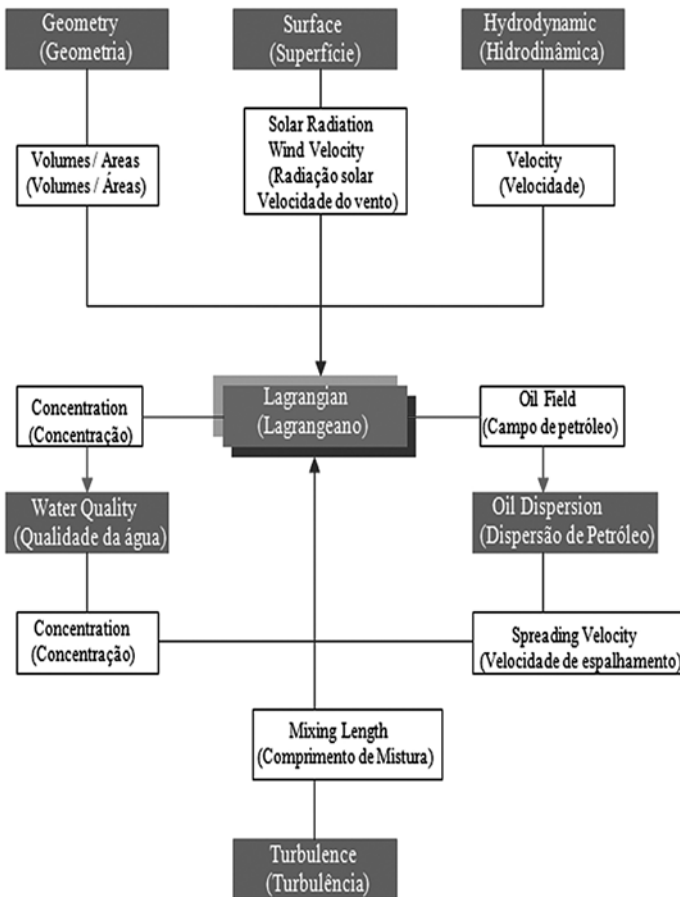 Geometry
(Geometria)
Surface
(Superfície)
Hydrodynamic
(Hidrodinâmica)
Volumes / Areas
(Volumes / Áreas)
Solar Radiation
Wind Velocity
(Radiação solar
Velocidade do vento)
Velocity
(Velocidade)
Concentration
(Concentração)
Lagrangian
(Lagrangeano)
Oil Field
(Campo de petróleo)
Water Quality
(Qualidade da água)
Oil Dispersion
(Dispersão de Petróleo)
Concentration
(Concentração)
Spreading Velocity
(Velocidade de espalhamento)
Mixing Length
(Comprimento de Mistura)
Turbulence
(Turbulência)